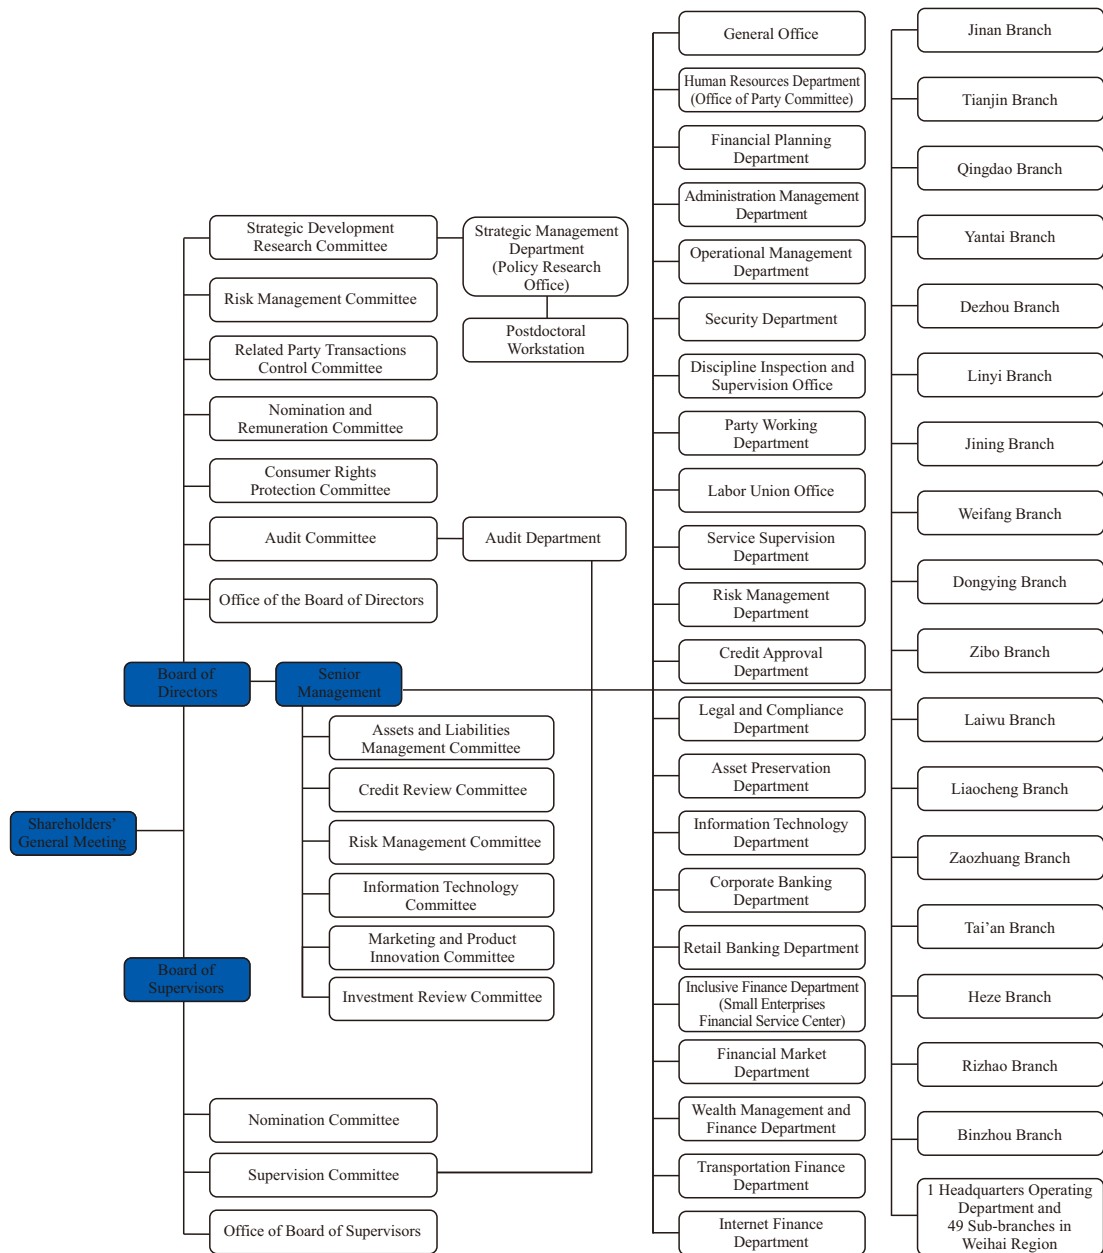 Strategic Development
Research Committee
Risk Management Committee
Related Party Transactions
Control Committee
Nomination and
Remuneration Committee
Consumer Rights
Protection Committee
Audit Committee
Office of the Board of Directors
Strategic Management
Department
(Policy Research
Office)
Postdoctoral
Workstation
Audit Department
Board of
Directors
Senior
Management
Assets and Liabilities
Management Committee
Credit Review Committee
Risk Management Committee
Information Technology
Committee
Marketing and Product
Innovation Committee
Investment Review Committee
Shareholders’
General Meeting
Board of
Supervisors
Nomination Committee
Supervision Committee
Office of Board of Supervisors
General Office
Human Resources Department
(Office of Party Committee)
Financial Planning
Department
Administration Management
Department
Operational Management
Department
Security Department
Discipline Inspection and
Supervision Office
Party Working
Department
Labor Union Office
Service Supervision
Department
Risk Management
Department
Credit Approval
Department
Legal and Compliance
Department
Asset Preservation
Department
Information Technology
Department
Corporate Banking
Department
Retail Banking Department
Inclusive Finance Department
(Small Enterprises
Financial Service Center)
Financial Market
Department
Wealth Management and
Finance Department
Transportation Finance
Department
Internet Finance
Department
Jinan Branch
Tianjin Branch
Qingdao Branch
Yantai Branch
Dezhou Branch
Linyi Branch
Jining Branch
Weifang Branch
Dongying Branch
Zibo Branch
Laiwu Branch
Liaocheng Branch
Zaozhuang Branch
Tai’an Branch
Heze Branch
Rizhao Branch
Binzhou Branch
1 Headquarters Operating
Department and
49 Sub-branches in
Weihai Region